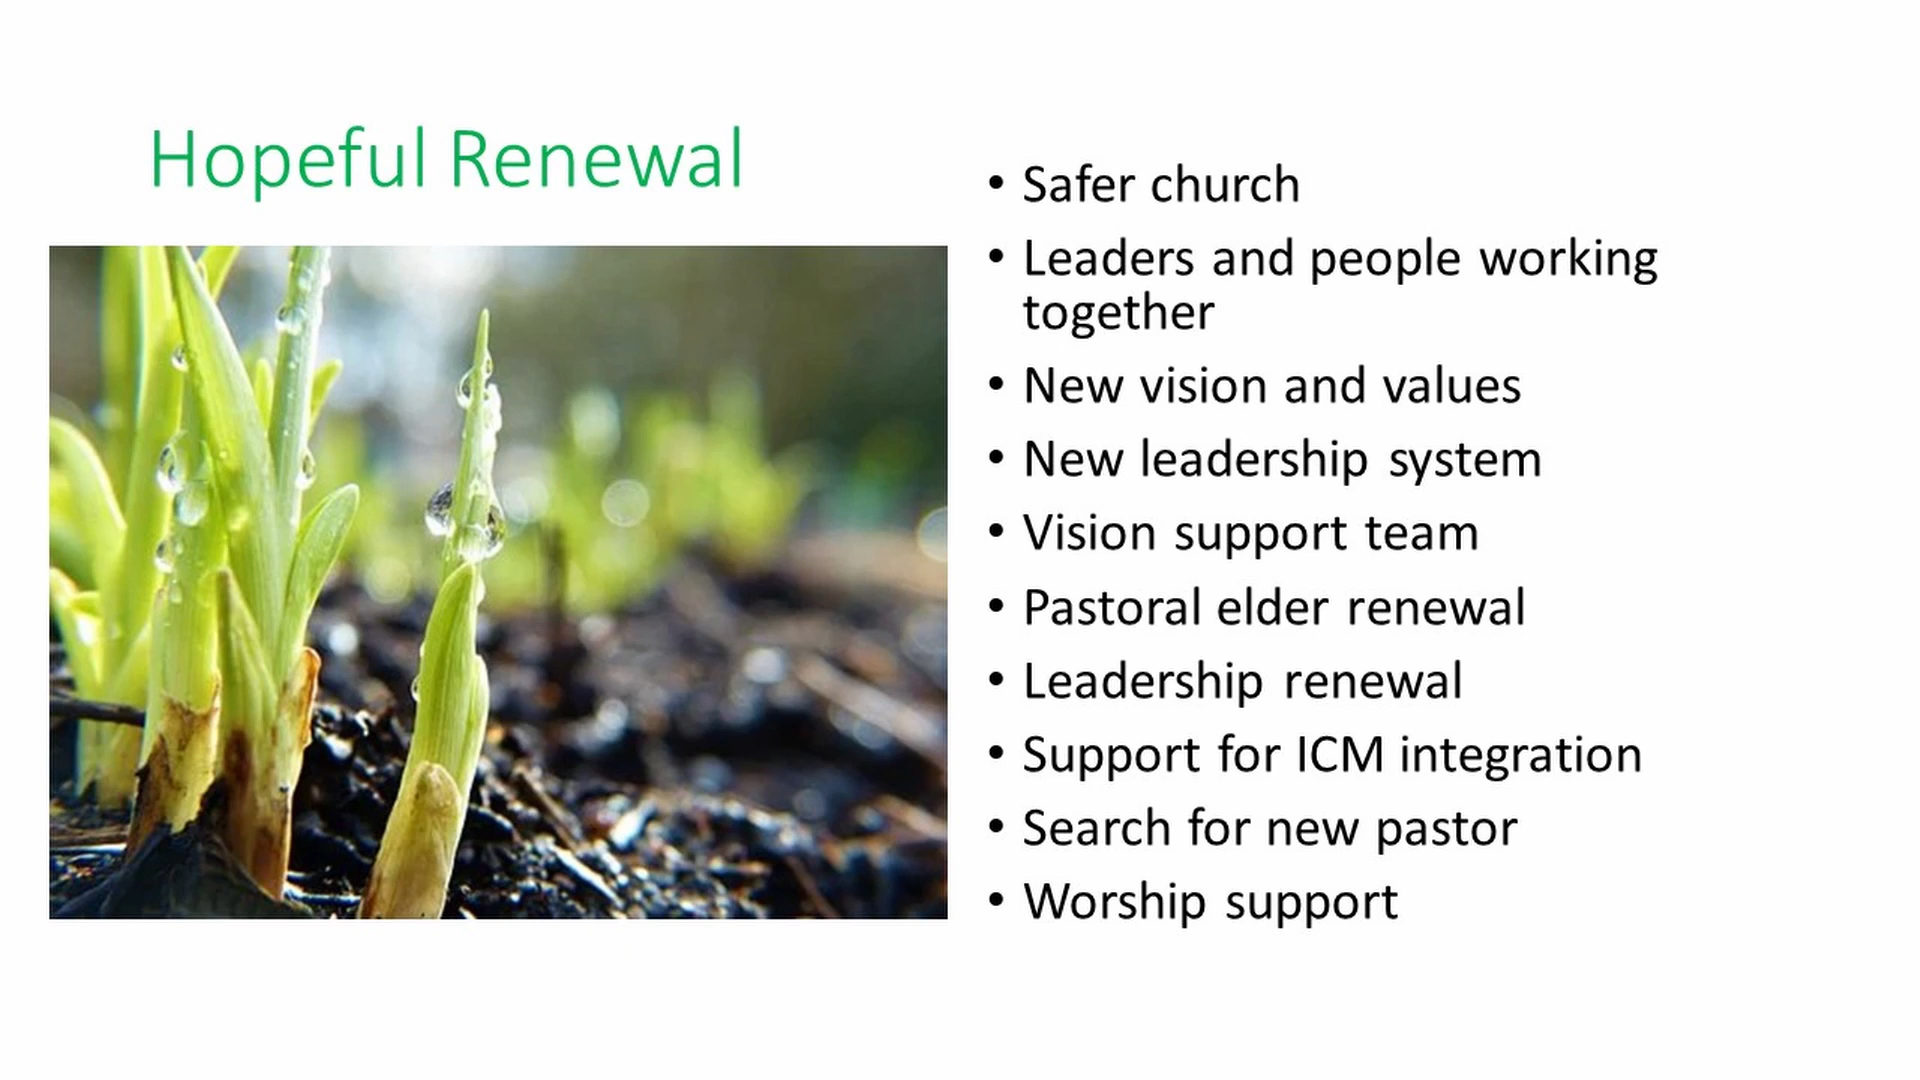 Hopeful Renewal
• Safer church
• Leaders and people working
together
• New vision and values
• New leadership system
• Vision support team
• Pastoral elder renewal
• Leadership renewal
• Support for ICM integration
• Search for new pastor
• Worship support